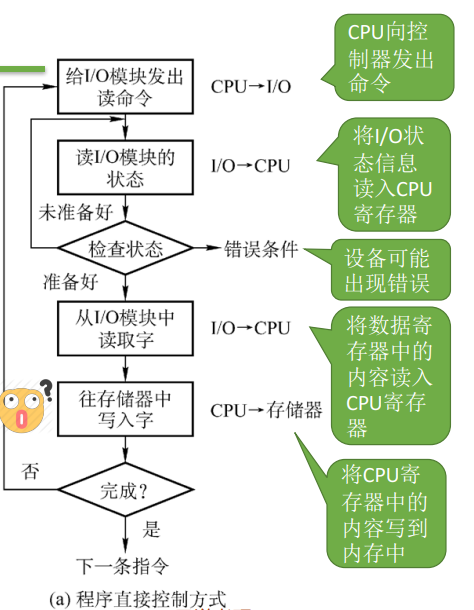 给I/O模块发出
读命令
CPU→I/O
CPU向控
制器发出
命令
读I/O模块的
状态
I/O→CPU
将I/O状
态信息
读入CPU
寄存器
未准备好
检查状态
错误条件
设备可能
出现错误
准备好
从I/O模块中
读取字
I/O→CPU
将数据寄
存器中的
内容读入
CPU寄存
器
往存储器中
写入字
CPU→存储器
将CPU寄
存器中的
内容写到
内存中
否
完成?
是
下一条指令
(a) 程序直接控制方式